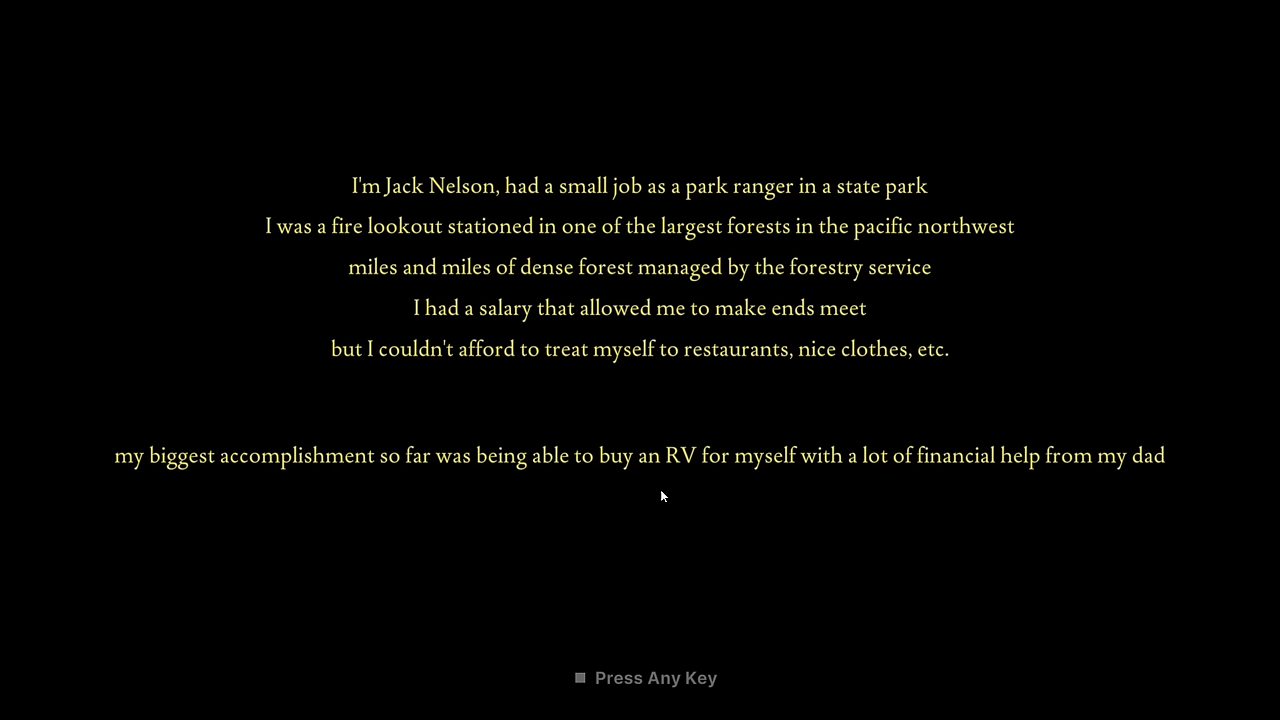 I'm Jack Nelson, had a small job as a park ranger in a state park
I was a fire lookout stationed in one of the largest forests in the pacific northwest
miles and miles of dense forest managed by the forestry service
I had a salary that allowed me to make ends meet
but I couldn't afford to treat myself to restaurants, nice clothes, etc.
my biggest accomplishment so far was being able to buy an RV for myself with a lot of financial help from my dad
Press Any Key